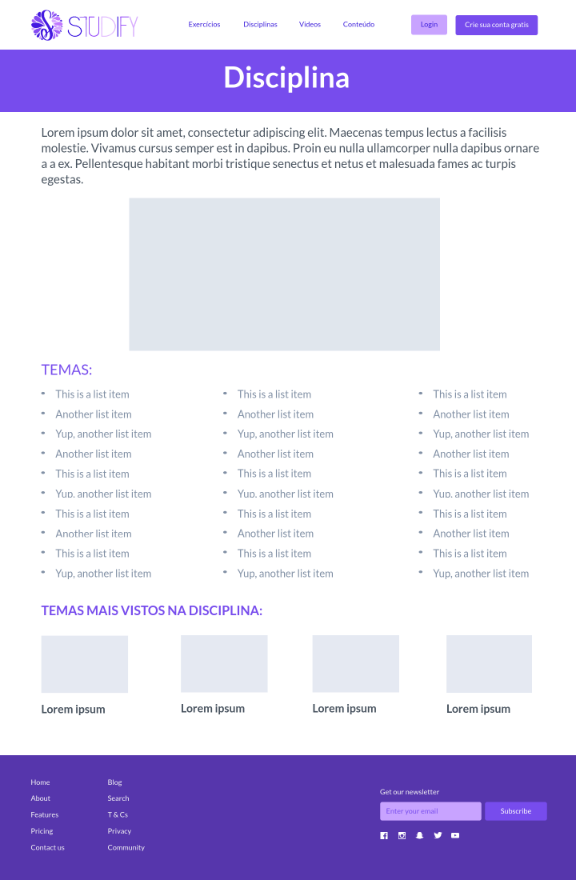 STUDIFY
Exercícios Disciplinas Videos Conteúdo Login Crie sua conta gratis
Disciplina
Lorem ipsum dolor sit amet, consectetur adipiscing elit. Maecenas tempus lectus a facilisis
molestie. Vivamus cursus semper est in dapibus. Proin eu nulla ullamcorper nulla dapibus ornare
a a ex. Pellentesque habitant morbi tristique senectus et netus et malesuada fames ac turpis
egestas.
TEMAS:
• This is a list item
• Another list item
• Yup, another list item
• Another list item
• This is a list item
• Yup, another list item
• This is a list item
• Another list item
• This is a list item
• Yup, another list item
• This is a list item
• Another list item
• Yup, another list item
• Another list item
• This is a list item
• Yup, another list item
• This is a list item
• Another list item
• This is a list item
• Yup, another list item
• This is a list item
• Another list item
• Yup, another list item
• Another list item
• This is a list item
• Yup, another list item
• This is a list item
• Another list item
• This is a list item
• Yup, another list item
TEMAS MAIS VISTOS NA DISCIPLINA:
Lorem ipsum Lorem ipsum Lorem ipsum Lorem ipsum
Home
About
Features
Pricing
Contact us
Blog
Search
T & Cs
Privacy
Community
Get our newsletter
Enter your email Subscribe